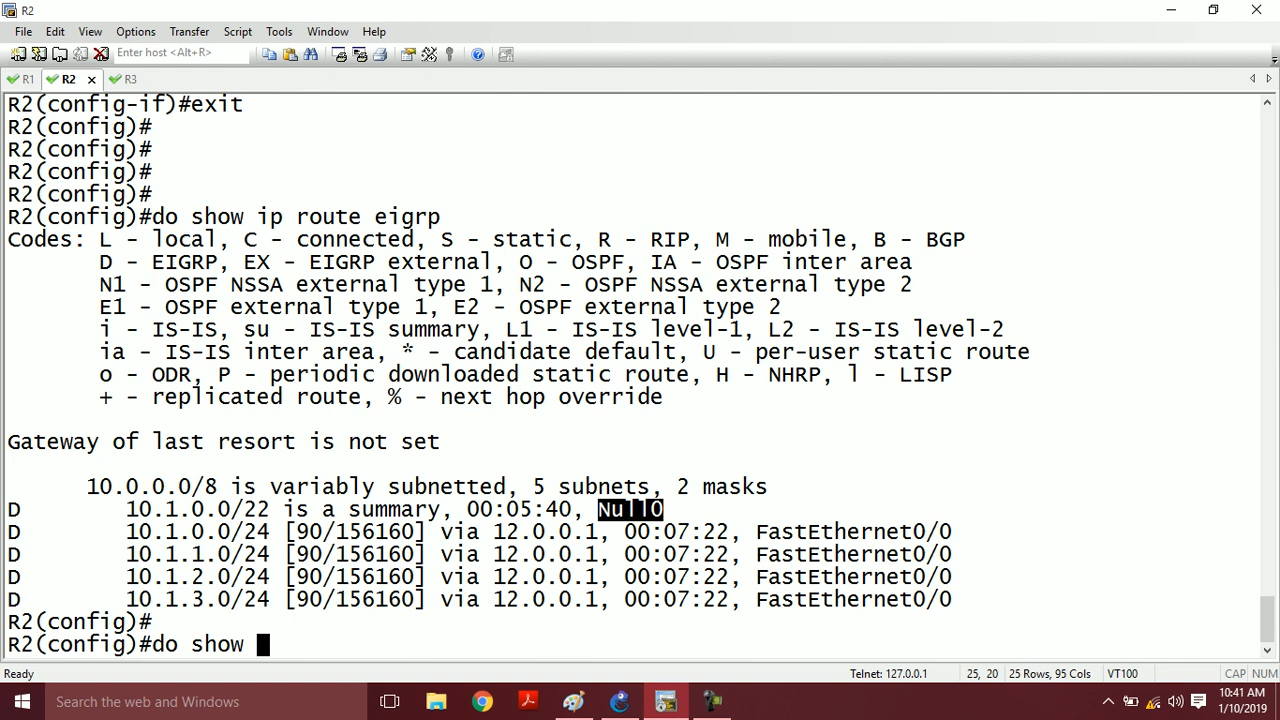 R2
File Edit View Options Transfer Script Tools Window Help
Enter host <Alt+R>
R1 R2 R3
R2(config-if)#exit
R2(config)#
R2(config)#
R2(config)#
R2(config)#
R2(config)#do show ip route eigrp
Codes: L - local, C - connected, S - static, R - RIP, M - mobile, B - BGP
D - EIGRP, EX - EIGRP external, O - OSPF, IA - OSPF inter area
N1 - OSPF NSSA external type 1, N2 - OSPF NSSA external type 2
E1 - OSPF external type 1, E2 - OSPF external type 2
i - IS-IS, su - IS-IS summary, L1 - IS-IS level-1, L2 - IS-IS level-2
ia - IS-IS inter area, * - candidate default, U - per-user static route
o - ODR, P - periodic downloaded static route, H - NHRP, l - LISP
+ - replicated route, % - next hop override
Gateway of last resort is not set
10.0.0.0/8 is variably subnetted, 5 subnets, 2 masks
D 10.1.0.0/22 is a summary, 00:05:40, Null0
D 10.1.0.0/24 [90/156160] via 12.0.0.1, 00:07:22, FastEthernet0/0
D 10.1.1.0/24 [90/156160] via 12.0.0.1, 00:07:22, FastEthernet0/0
D 10.1.2.0/24 [90/156160] via 12.0.0.1, 00:07:22, FastEthernet0/0
D 10.1.3.0/24 [90/156160] via 12.0.0.1, 00:07:22, FastEthernet0/0
R2(config)#
R2(config)#do show
Ready Telnet: 127.0.0.1 25, 20 25 Rows, 95 Cols VT100 CAP NUM
Search the web and Windows
10:41 AM
1/10/2019